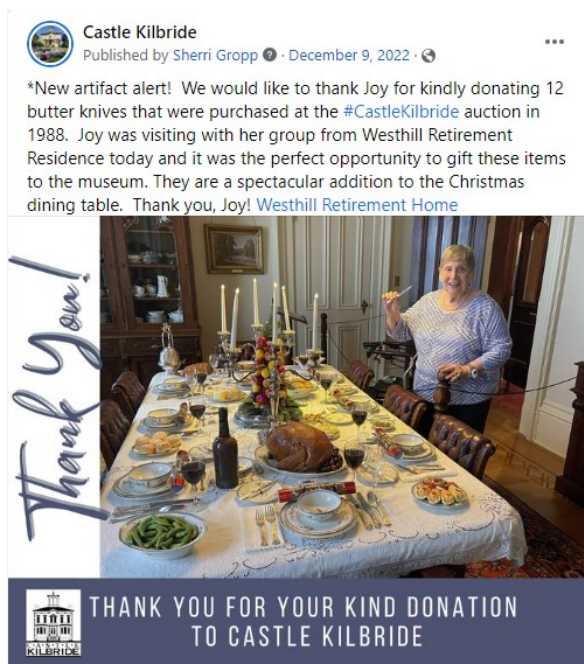 Castle Kilbride
Published by Sherri Gropp · December 9, 2022 ·
*New artifact alert!  We would like to thank Joy for kindly donating 12
butter knives that were purchased at the #CastleKilbride auction in
1988.  Joy was visiting with her group from Westhill Retirement
Residence today and it was the perfect opportunity to gift these items
to the museum. They are a spectacular addition to the Christmas
dining table.  Thank you, Joy! Westhill Retirement Home
Thank You!
CASTLE
KILBRIDE
THANK YOU FOR YOUR KIND DONATION
TO CASTLE KILBRIDE